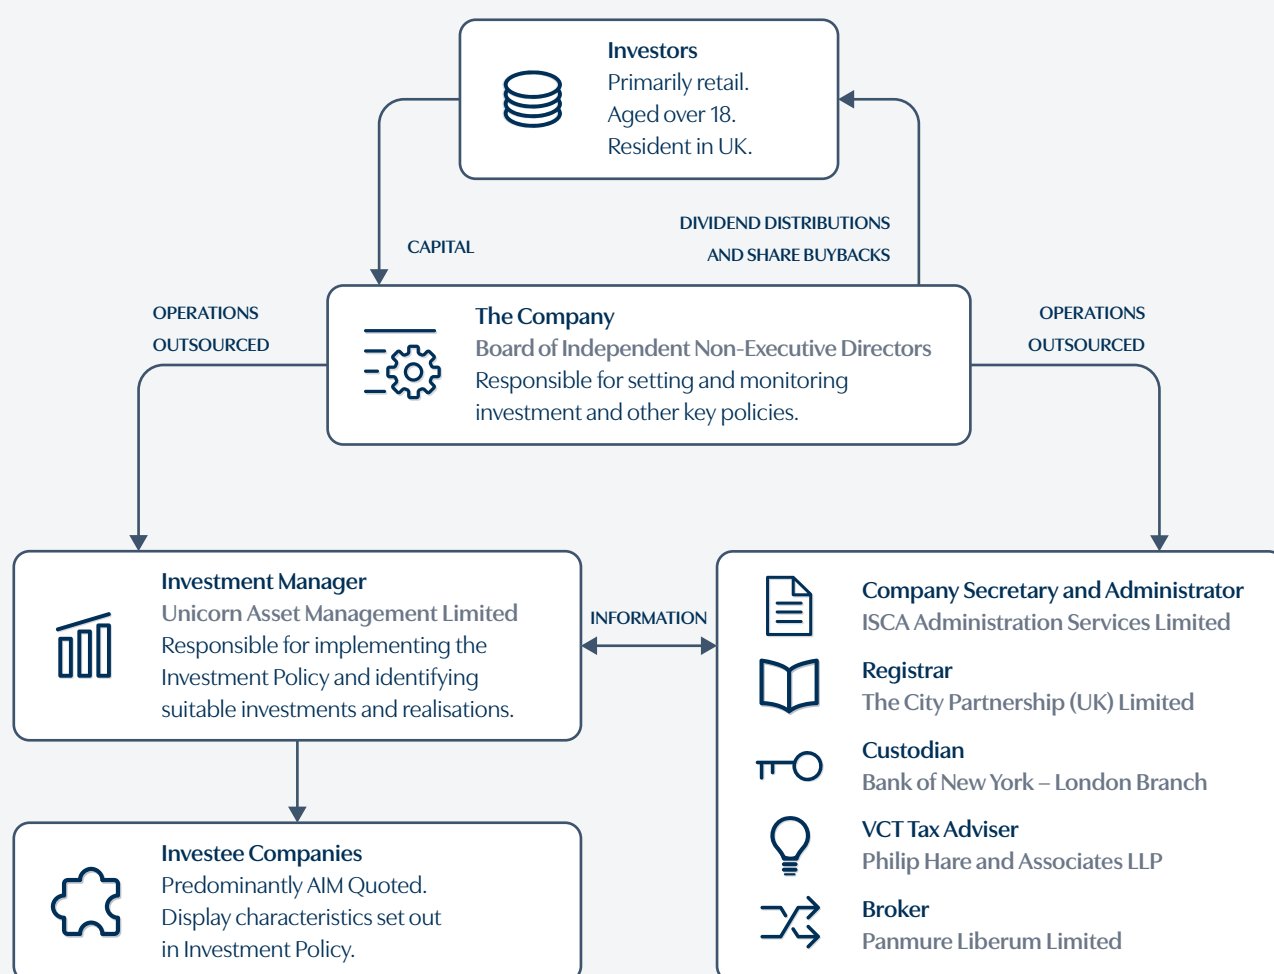 Investors
Primarily retail.
Aged over 18.
Resident in UK.
CAPITAL
DIVIDEND DISTRIBUTIONS
AND SHARE BUYBACKS
OPERATIONS
OUTSOURCED
The Company
Board of Independent Non-Executive Directors
Responsible for setting and monitoring
investment and other key policies.
OPERATIONS
OUTSOURCED
Investment Manager
Unicorn Asset Management Limited
Responsible for implementing the
Investment Policy and identifying
suitable investments and realisations.
INFORMATION
Company Secretary and Administrator
ISCA Administration Services Limited
Registrar
The City Partnership (UK) Limited
Custodian
Bank of New York – London Branch
VCT Tax Adviser
Philip Hare and Associates LLP
Broker
Panmure Liberum Limited
Investee Companies
Predominantly AIM Quoted.
Display characteristics set out
in Investment Policy.